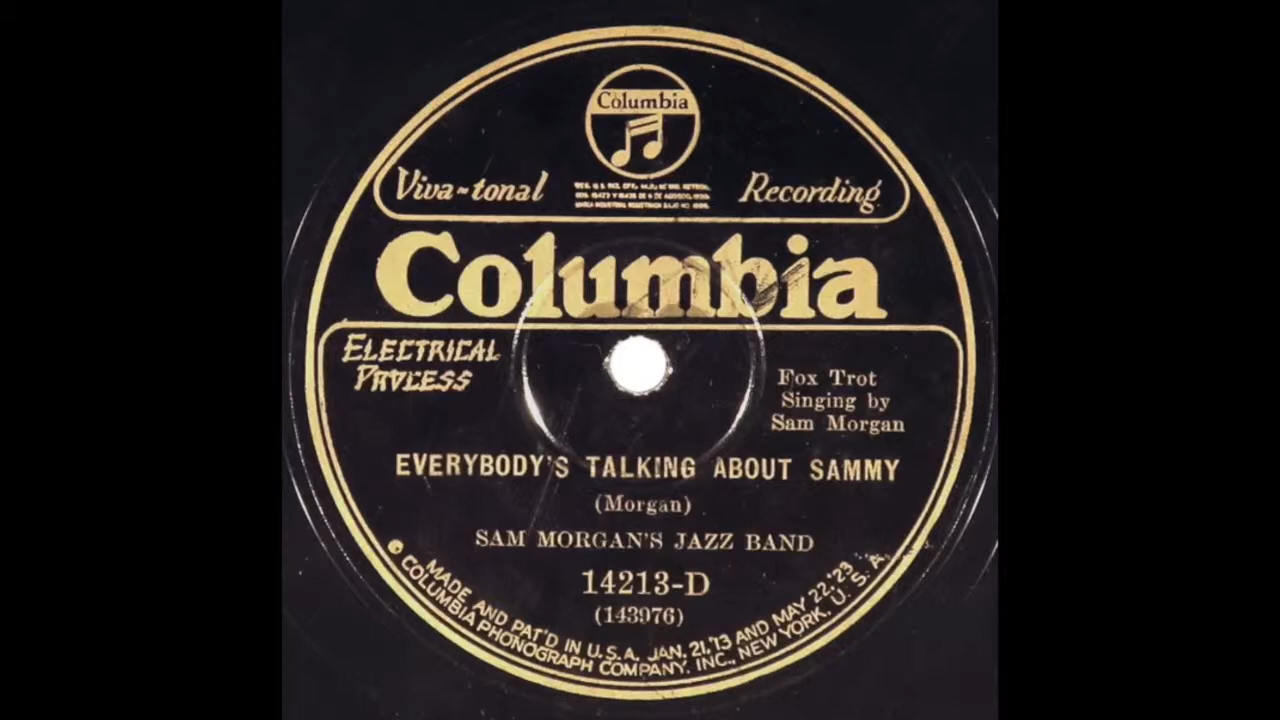 Columbia
Viva-tonal Recording
Columbia
ELECTRICAL
PROCESS
Fox Trot
Singing by
Sam Morgan
EVERYBODY'S TALKING ABOUT SAMMY
(Morgan)
SAM MORGAN'S JAZZ BAND
14213-D
(143976)
MADE AND PAT'D IN U.S.A. JAN. 21,'13 AND MAY 22,'23
COLUMBIA PHONOGRAPH COMPANY, INC., NEW YORK, U. S. A.